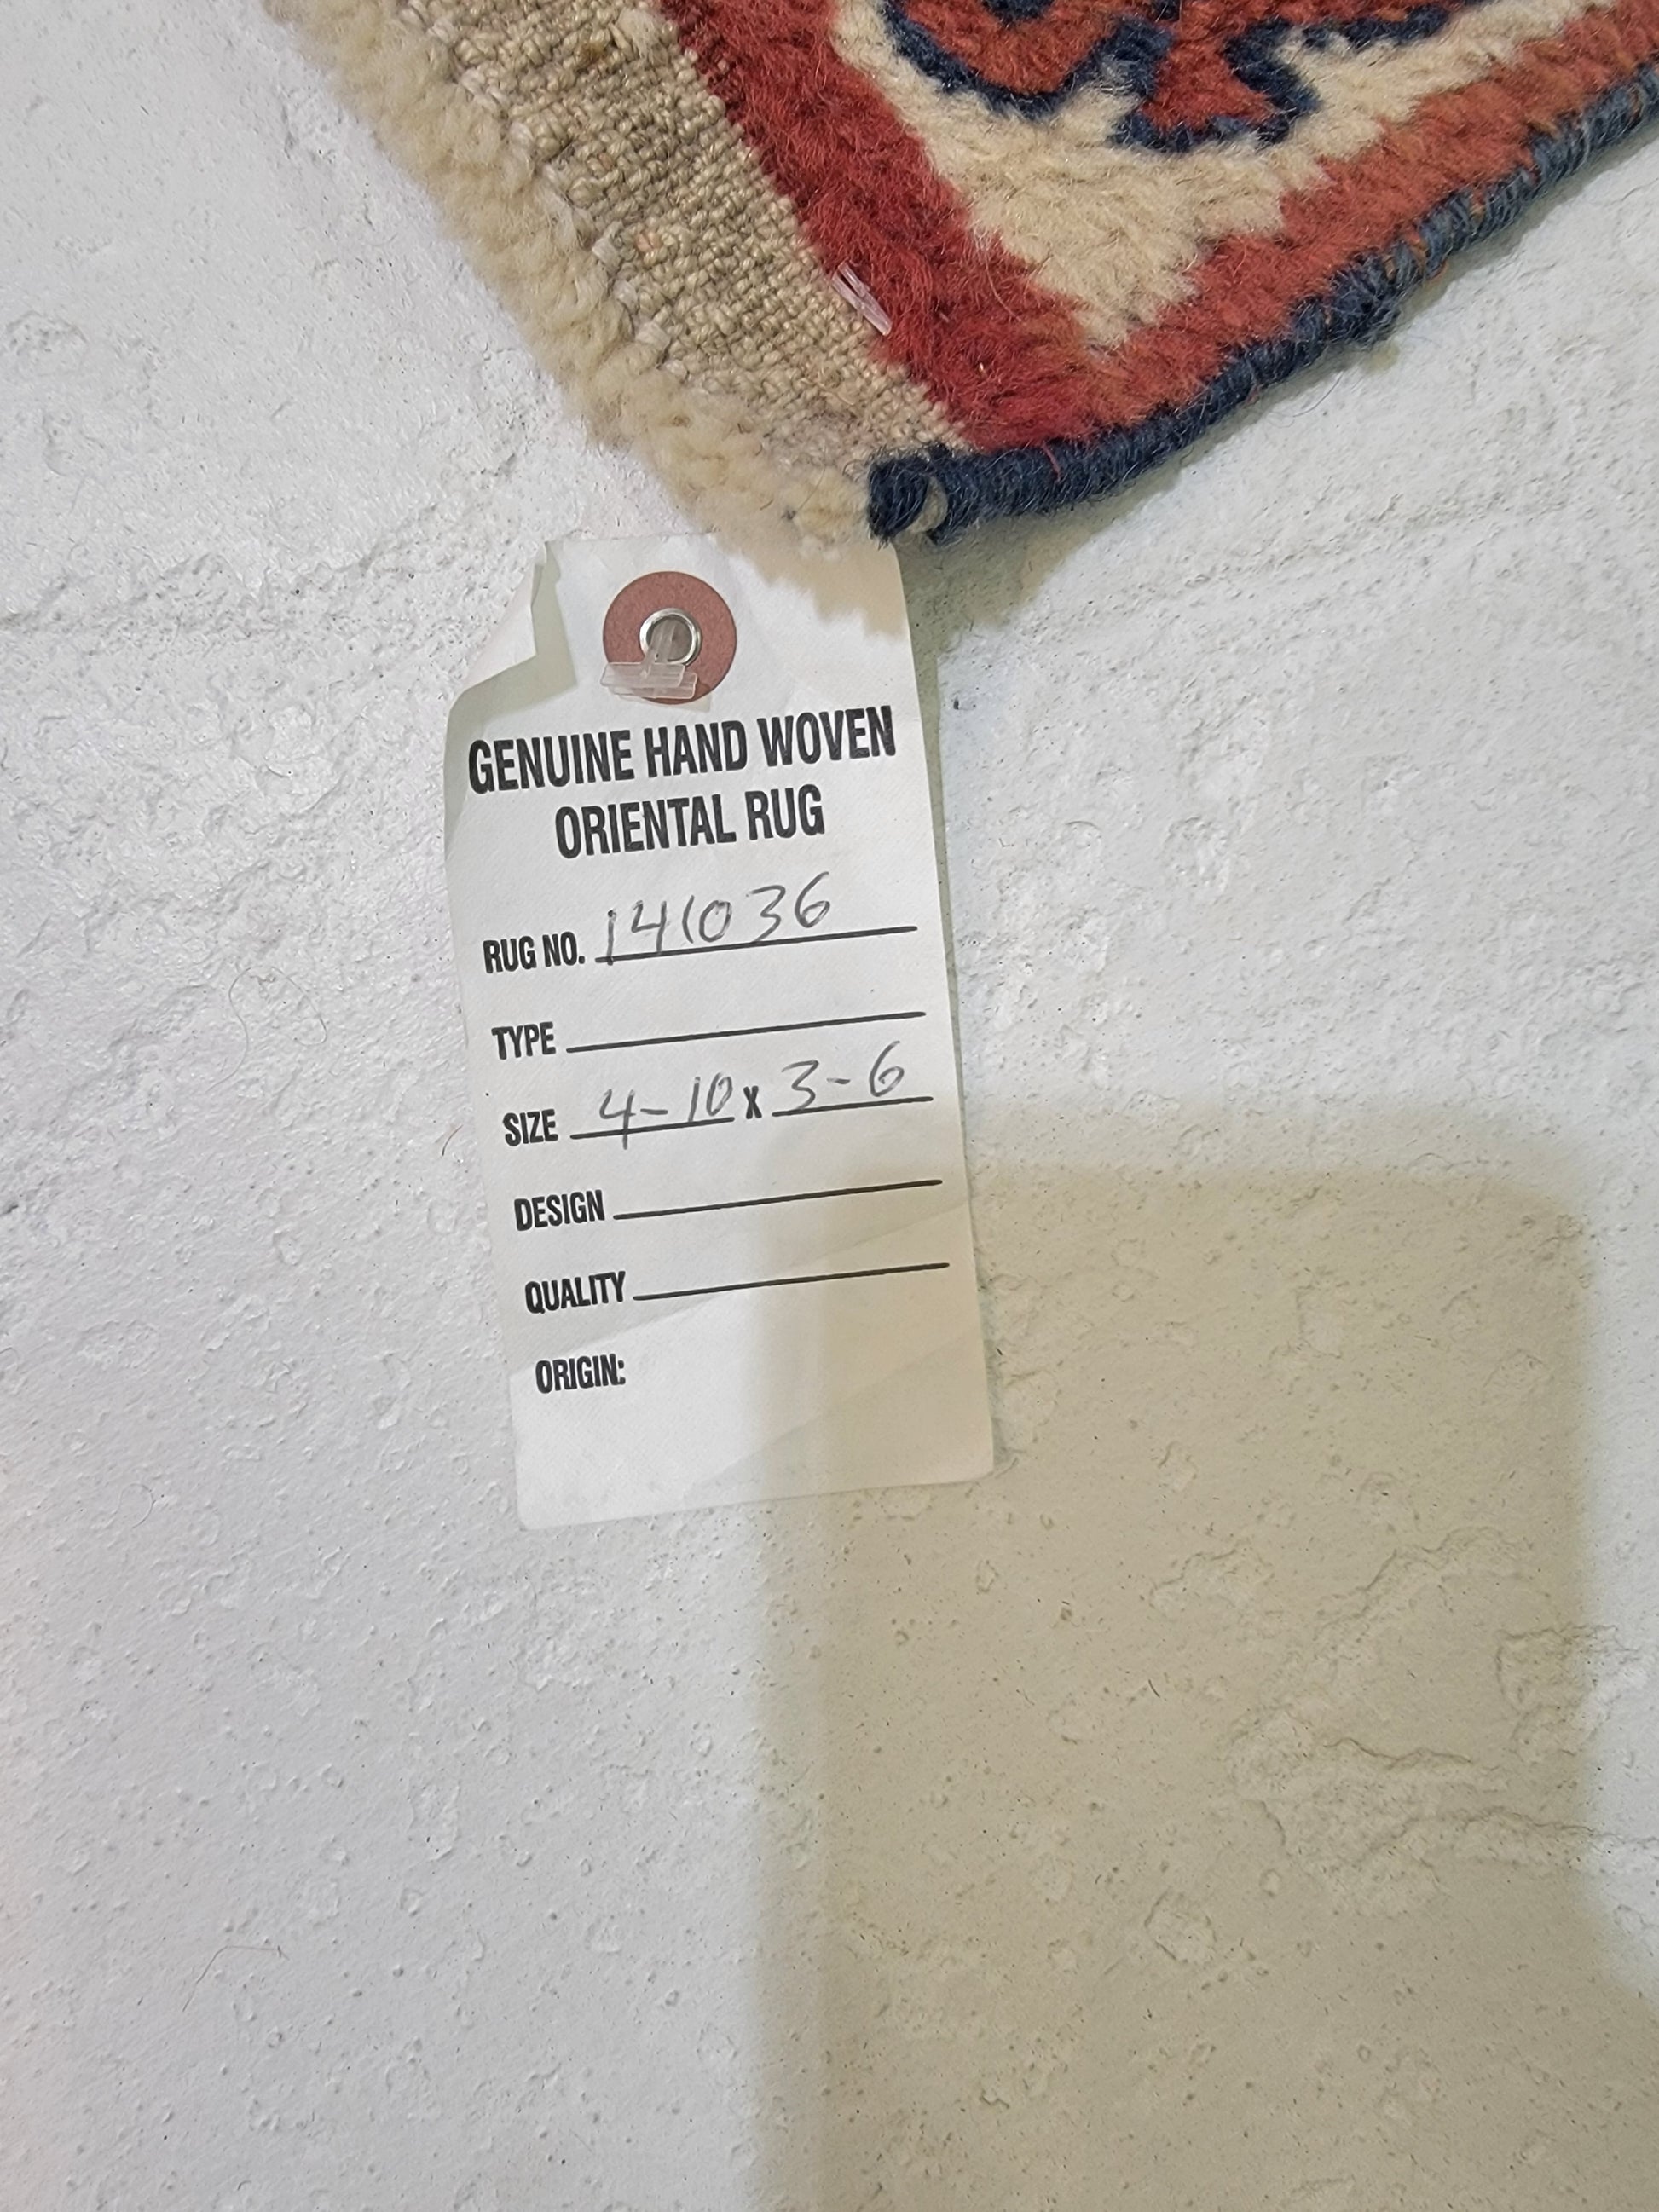 GENUINE HAND WOVEN
ORIENTAL RUG
RUG NO. 141036
TYPE
SIZE 4-10 x 3-6
DESIGN
QUALITY
ORIGIN: